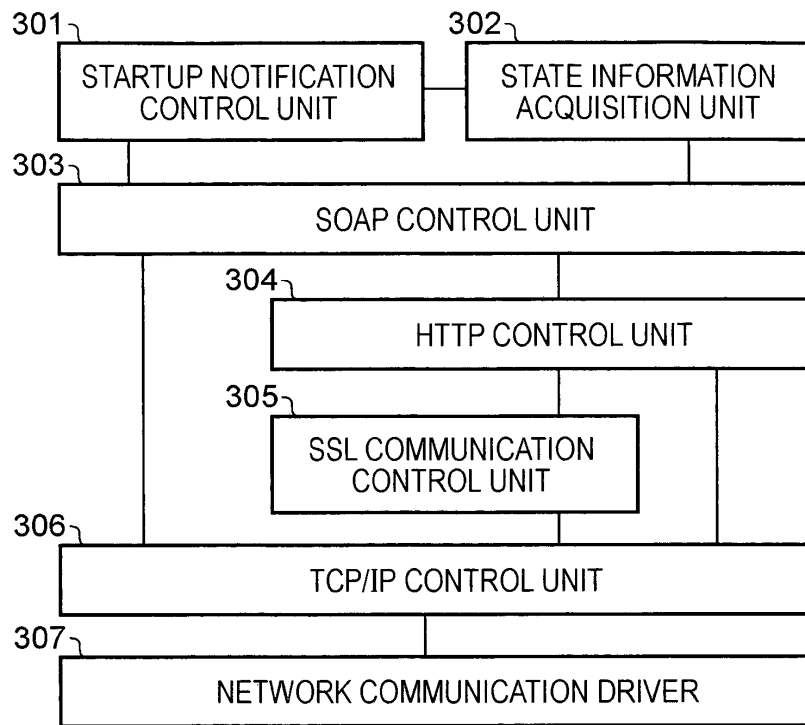 301
302
STARTUP NOTIFICATION
CONTROL UNIT
STATE INFORMATION
ACQUISITION UNIT
303
SOAP CONTROL UNIT
304
HTTP CONTROL UNIT
305
SSL COMMUNICATION
CONTROL UNIT
306
TCP/IP CONTROL UNIT
307
NETWORK COMMUNICATION DRIVER